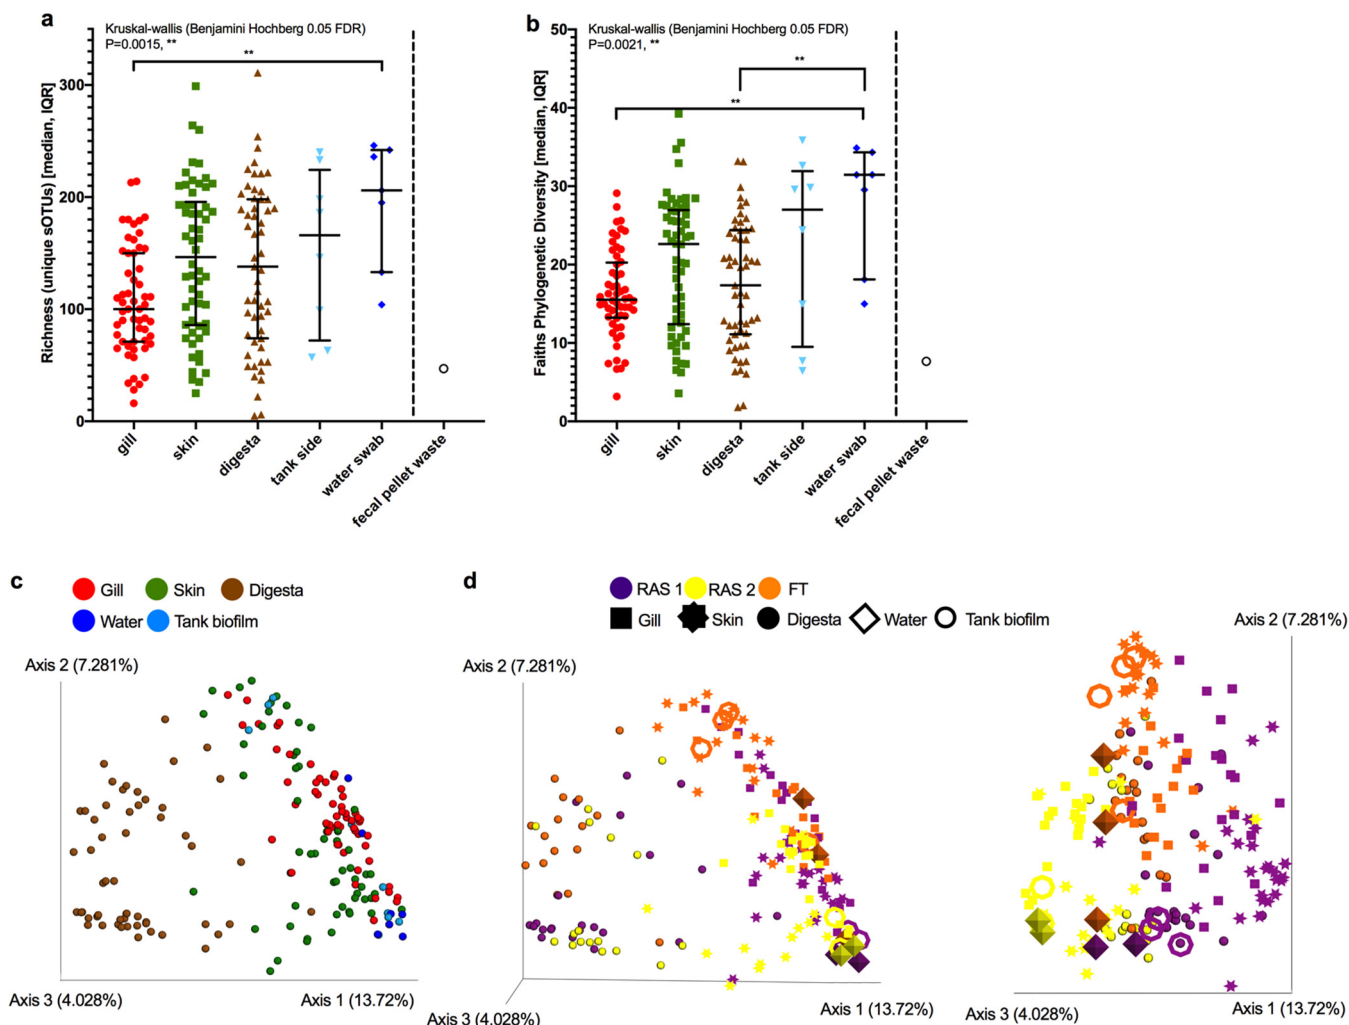 a
Kruskal-wallis (Benjamini Hochberg 0.05 FDR)
P=0.0015, **
**
Richness (unique sOTUs) [median, IQR]
300
200
100
0
gill
skin
digesta
tank side
water swab
fecal pellet waste
b
Kruskal-wallis (Benjamini Hochberg 0.05 FDR)
P=0.0021, **
**
**
Faiths Phylogenetic Diversity [median, IQR]
50
40
30
20
10
0
gill
skin
digesta
tank side
water swab
fecal pellet waste
c
Gill Skin Digesta
Water Tank biofilm
Axis 2 (7.281%)
Axis 3 (4.028%)
Axis 1 (13.72%)
d
RAS 1 RAS 2 FT
Gill Skin Digesta Water Tank biofilm
Axis 2 (7.281%)
Axis 3 (4.028%)
Axis 1 (13.72%)
Axis 2 (7.281%)
Axis 3 (4.028%)
Axis 1 (13.72%)